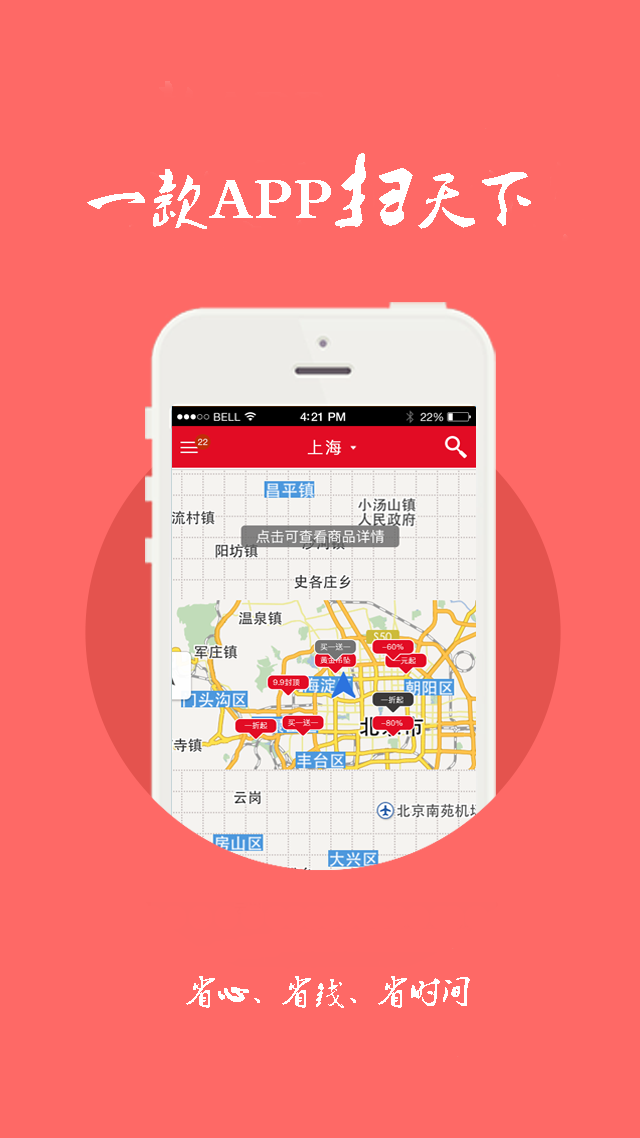 一款APP扫天下
BELL 4:21 PM 22%
22
上海
昌平镇
小汤山镇
人民政府
流村镇
点击可查看商品详情
阳坊镇
史各庄乡
温泉镇
S50
军庄镇
买一送一
黄金吊坠
-60%
一元起
9.9封顶
海淀
朝阳区
门头沟区
一折起
一折起
买一送一
-80%
北京市
寺镇
丰台区
云岗
北京南苑机场
房山区
大兴区
省心、省钱、省时间